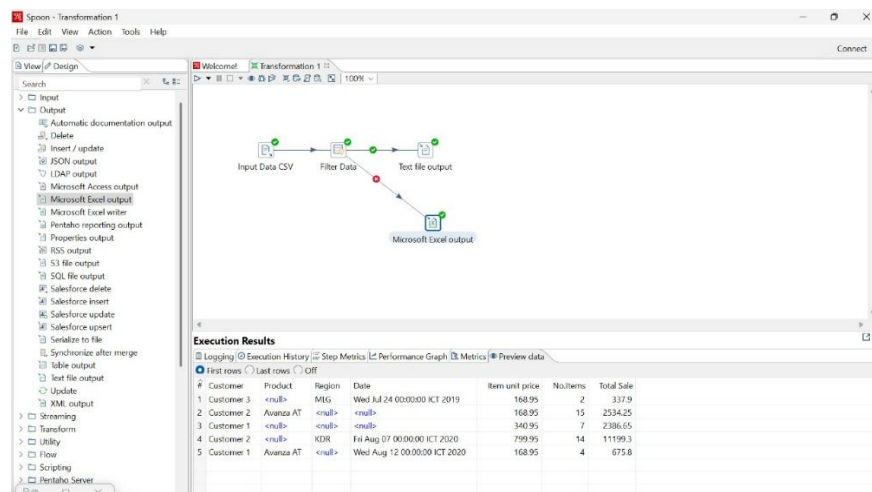 Spoon - Transformation 1
File Edit View Action Tools Help
Connect
View Design
Welcome! Transformation 1
Search
100%
Input
Output
Automatic documentation output
Delete
Insert / update
JSON output
LDAP output
Microsoft Access output
Microsoft Excel output
Microsoft Excel writer
Pentaho reporting output
Properties output
RSS output
S3 file output
SQL file output
Salesforce delete
Salesforce insert
Salesforce update
Salesforce upsert
Serialize to file
Synchronize after merge
Table output
Text file output
Update
XML output
Streaming
Transform
Utility
Flow
Scripting
Pentaho Server
Input Data CSV Filter Data Text file output
Microsoft Excel output
Execution Results
Logging Execution History Step Metrics Performance Graph Metrics Preview data
First rows Last rows Off
# Customer Product Region Date Item unit price No.Items Total Sale
1 Customer 3 <null> MLG Wed Jul 24 00:00:00 ICT 2019 168.95 2 337.9
2 Customer 2 Avanza AT <null> <null> 168.95 15 2534.25
3 Customer 1 <null> <null> <null> 340.95 7 2386.65
4 Customer 2 <null> KDR Fri Aug 07 00:00:00 ICT 2020 799.95 14 11199.3
5 Customer 1 Avanza AT <null> Wed Aug 12 00:00:00 ICT 2020 168.95 4 675.8